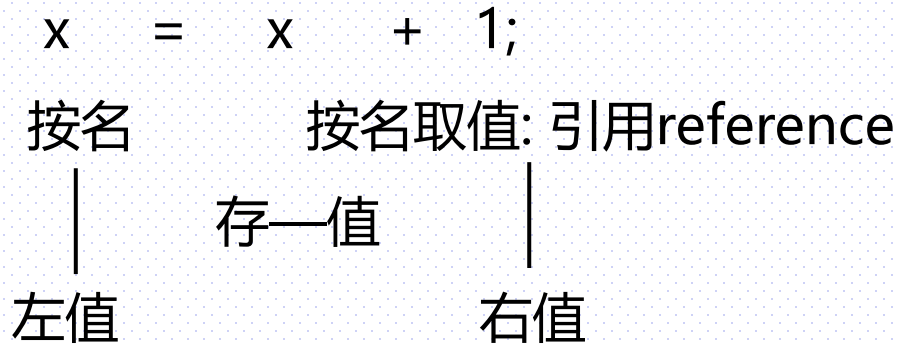 x = x + 1;
按名 按名取值: 引用reference
存—值
左值 右值